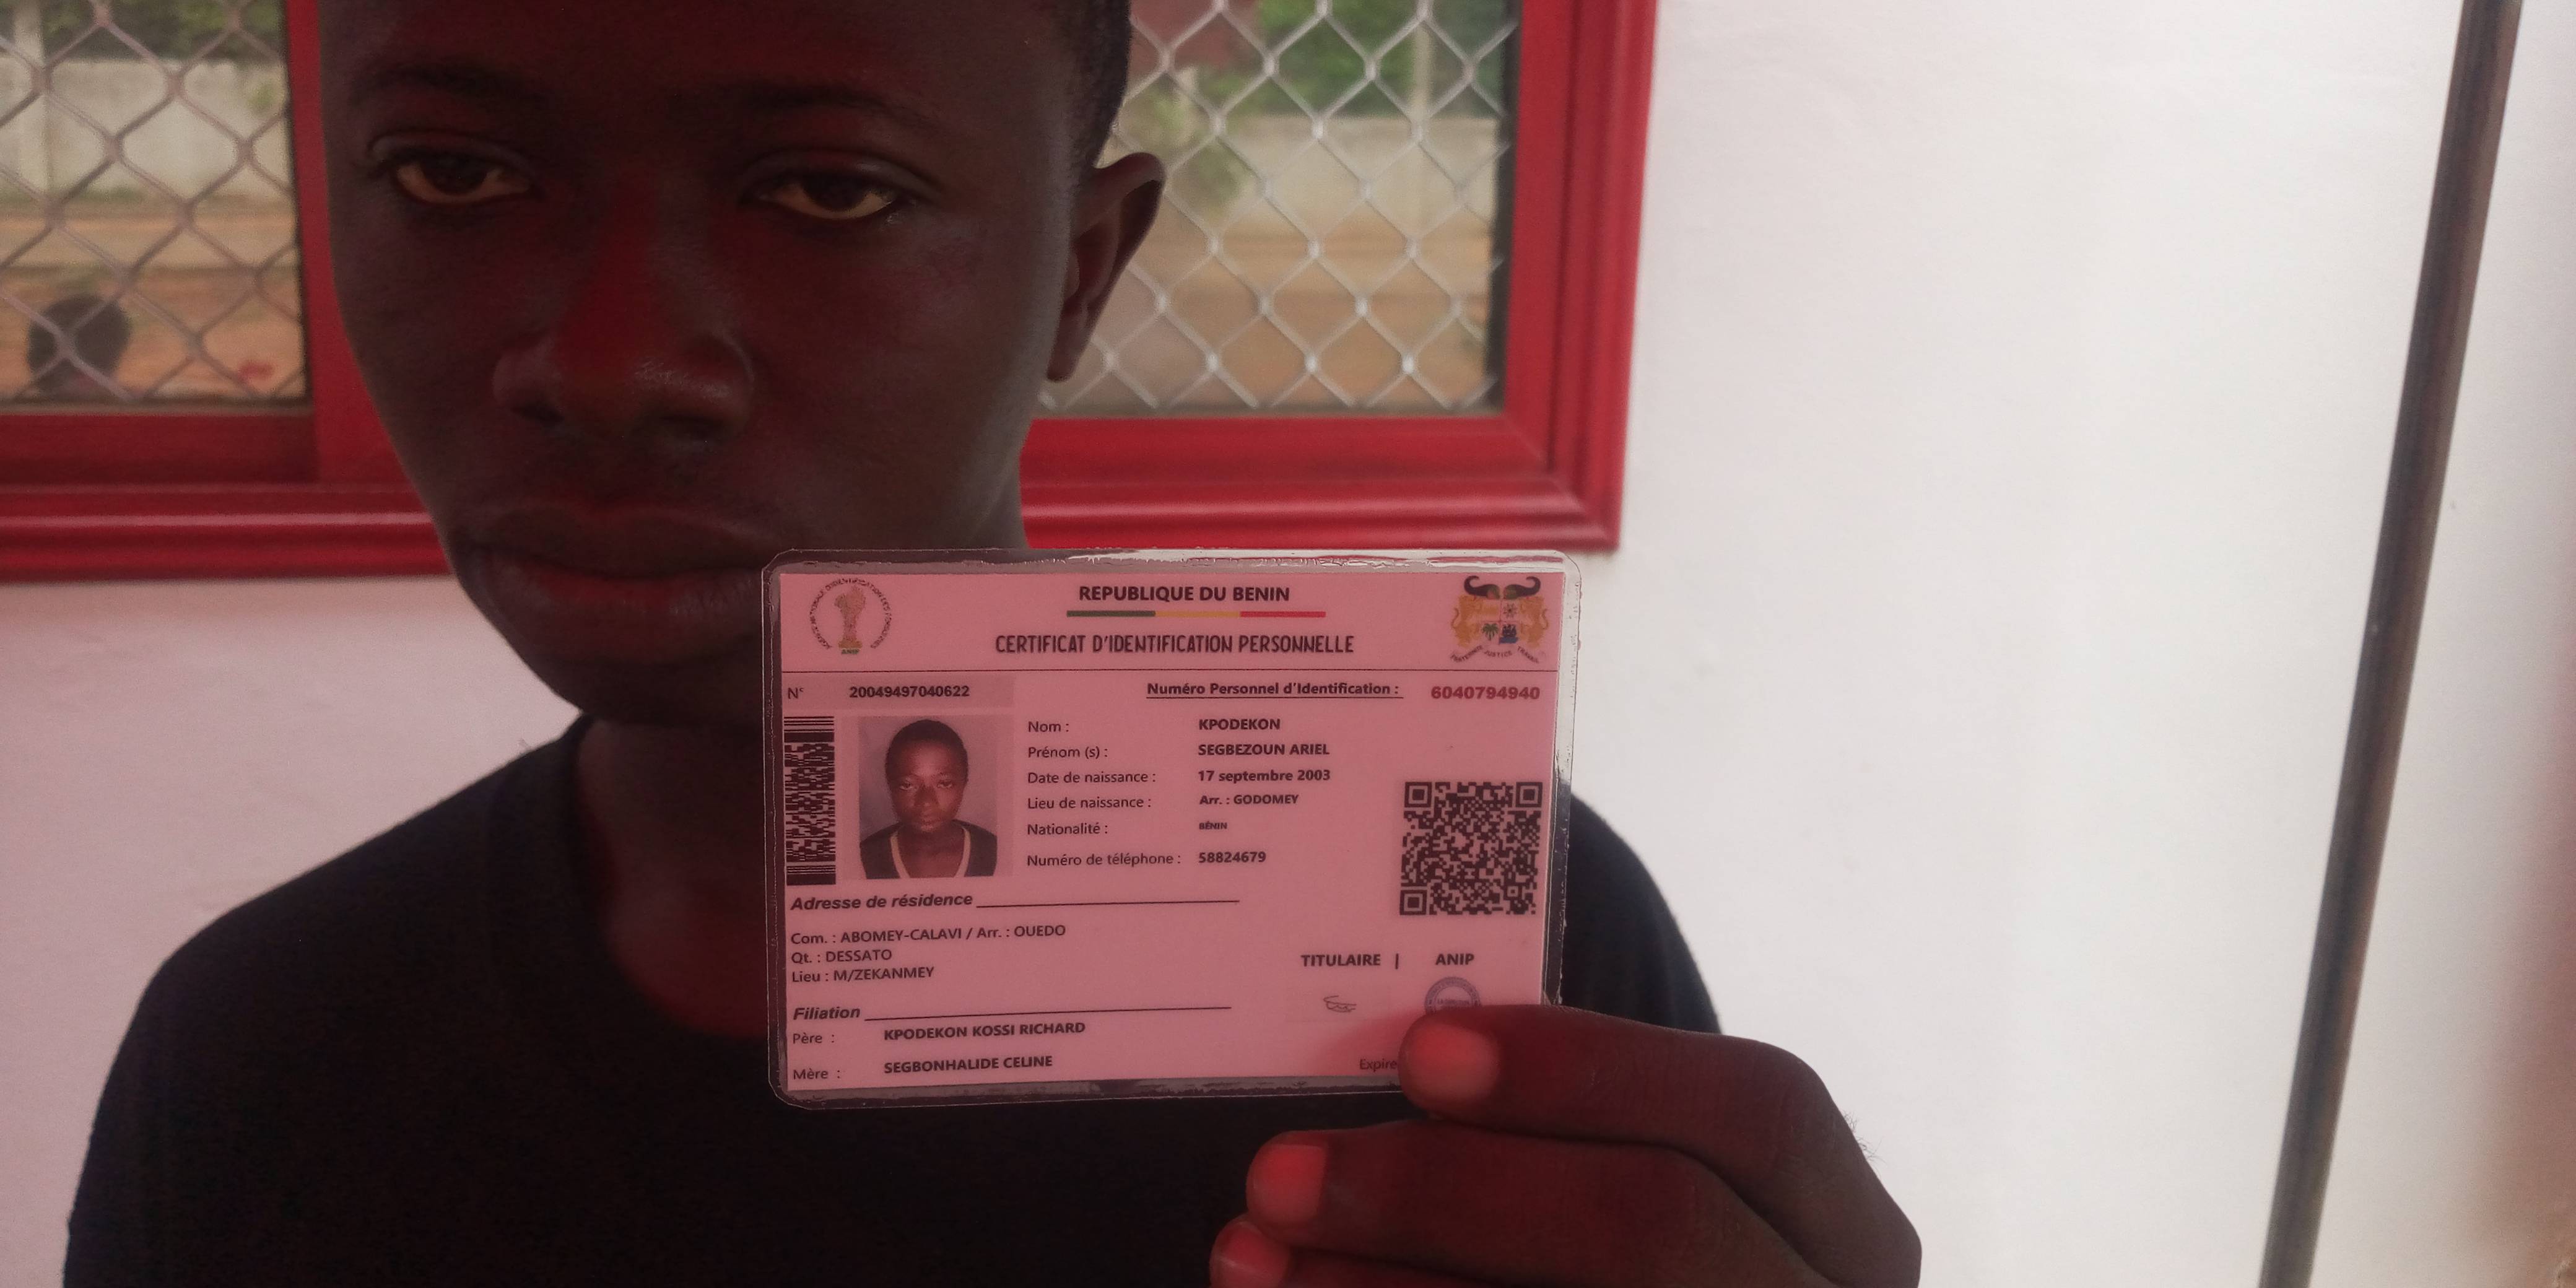 REPUBLIQUE DU BENIN
CERTIFICAT D'IDENTIFICATION PERSONNELLE
ANIP
FRATERNITE JUSTICE TRAVAIL
N° 20049497040622 Numéro Personnel d'Identification : 6040794940
Nom : KPODEKON
Prénom (s) : SEGBEZOUN ARIEL
Date de naissance : 17 septembre 2003
Lieu de naissance : Arr. : GODOMEY
Nationalité : BÉNIN
Numéro de téléphone : 58824679
Adresse de résidence
Com. : ABOMEY-CALAVI / Arr. : OUEDO
Qt. : DESSATO
Lieu : M/ZEKANMEY
TITULAIRE | ANIP
Filiation
Père : KPODEKON KOSSI RICHARD
Mère : SEGBONHALIDE CELINE
Expire